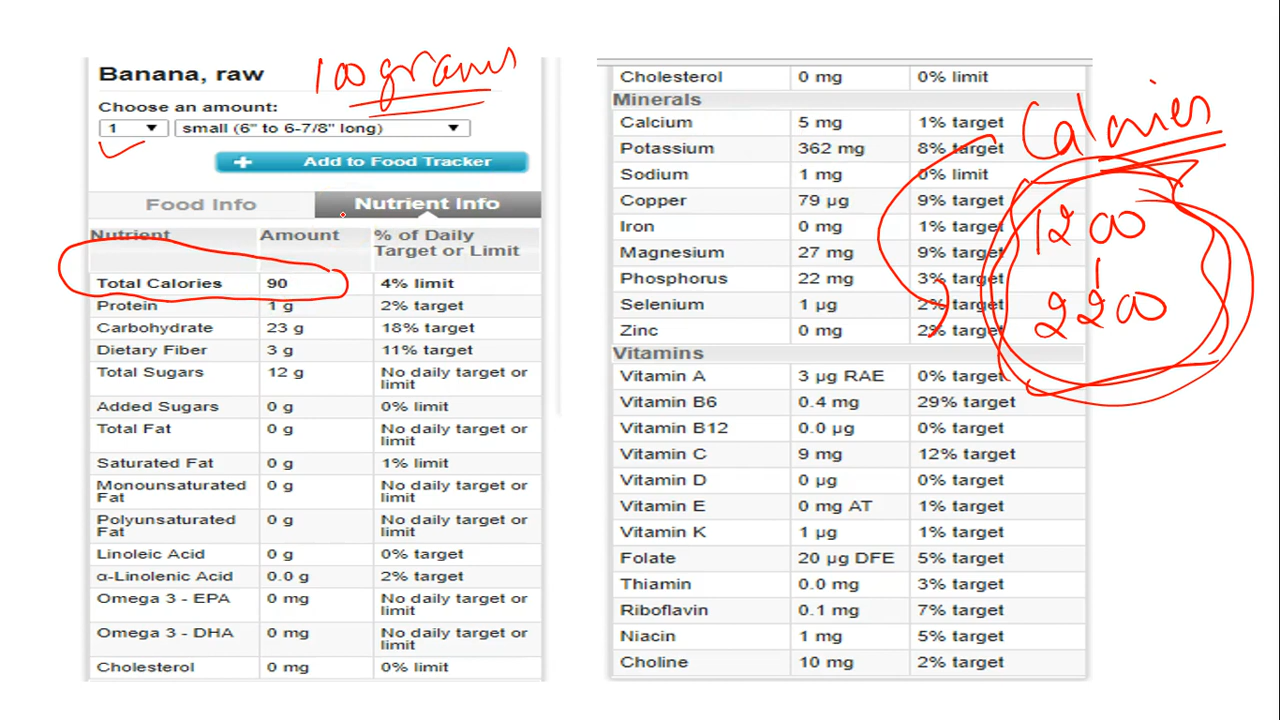 Banana, raw
100 grams
Choose an amount:
1 ▼ small (6" to 6-7/8" long) ▼
+ Add to Food Tracker
Food Info Nutrient Info
Nutrient Amount % of Daily Target or Limit
Total Calories 90 4% limit
Protein 1 g 2% target
Carbohydrate 23 g 18% target
Dietary Fiber 3 g 11% target
Total Sugars 12 g No daily target or limit
Added Sugars 0 g 0% limit
Total Fat 0 g No daily target or limit
Saturated Fat 0 g 1% limit
Monounsaturated Fat 0 g No daily target or limit
Polyunsaturated Fat 0 g No daily target or limit
Linoleic Acid 0 g 0% target
α-Linolenic Acid 0.0 g 2% target
Omega 3 - EPA 0 mg No daily target or limit
Omega 3 - DHA 0 mg No daily target or limit
Cholesterol 0 mg 0% limit
Cholesterol 0 mg 0% limit
Minerals
Calcium 5 mg 1% target
Potassium 362 mg 8% target
Sodium 1 mg 0% limit
Copper 79 µg 9% target
Iron 0 mg 1% target
Magnesium 27 mg 9% target
Phosphorus 22 mg 3% target
Selenium 1 µg 2% target
Zinc 0 mg 2% target
Vitamins
Vitamin A 3 µg RAE 0% target
Vitamin B6 0.4 mg 29% target
Vitamin B12 0.0 µg 0% target
Vitamin C 9 mg 12% target
Vitamin D 0 µg 0% target
Vitamin E 0 mg AT 1% target
Vitamin K 1 µg 1% target
Folate 20 µg DFE 5% target
Thiamin 0.0 mg 3% target
Riboflavin 0.1 mg 7% target
Niacin 1 mg 5% target
Choline 10 mg 2% target
Calories
1200
2200